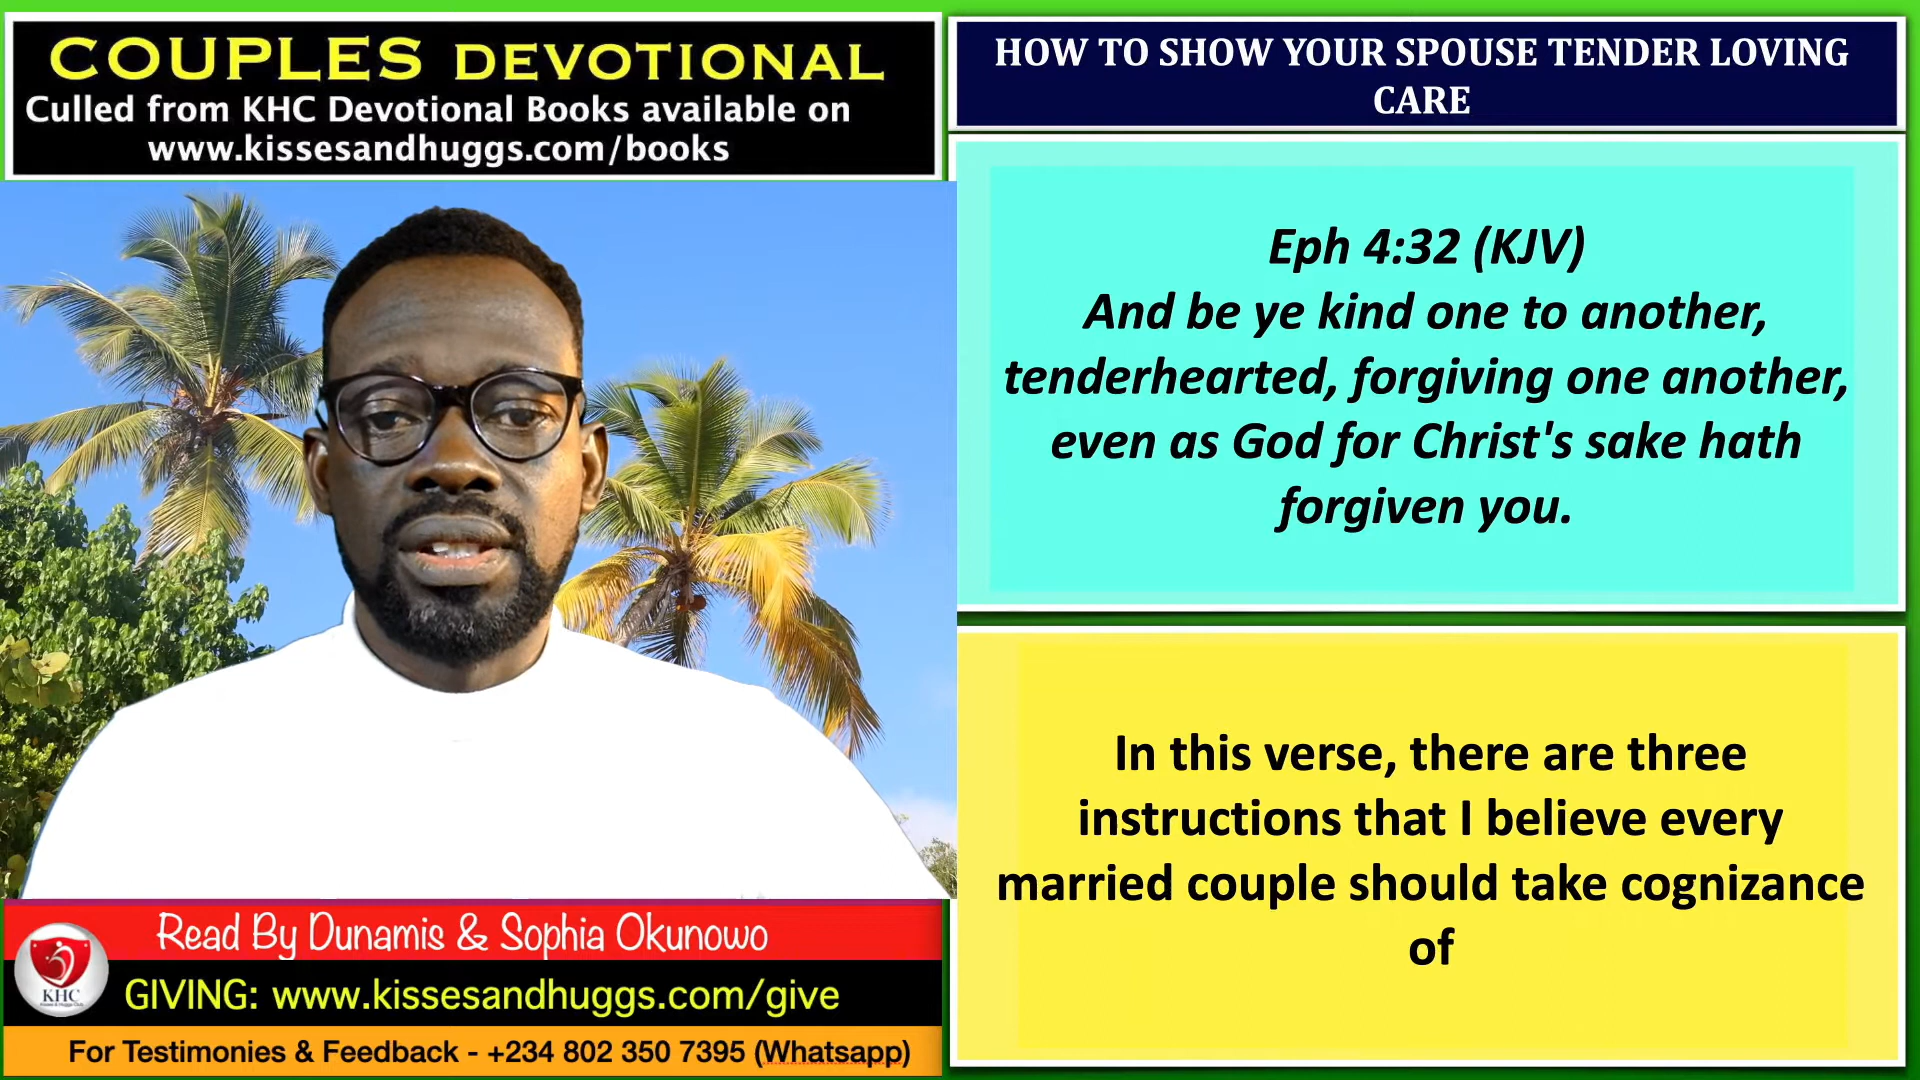 COUPLES DEVOTIONAL
Culled from KHC Devotional Books available on
www.kissesandhuggs.com/books
HOW TO SHOW YOUR SPOUSE TENDER LOVING
CARE
Eph 4:32 (KJV)
And be ye kind one to another,
tenderhearted, forgiving one another,
even as God for Christ's sake hath
forgiven you.
In this verse, there are three
instructions that I believe every
married couple should take cognizance
of
Read By Dunamis & Sophia Okunowo
KHC
Kisses & Huggs Club
GIVING: www.kissesandhuggs.com/give
For Testimonies & Feedback - +234 802 350 7395 (Whatsapp)